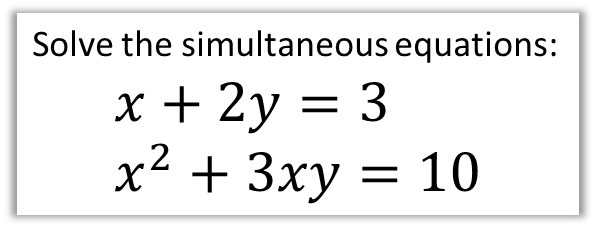 Solve the simultaneous equations:
𝑥 + 2𝑦 = 3
𝑥² + 3𝑥𝑦 = 10